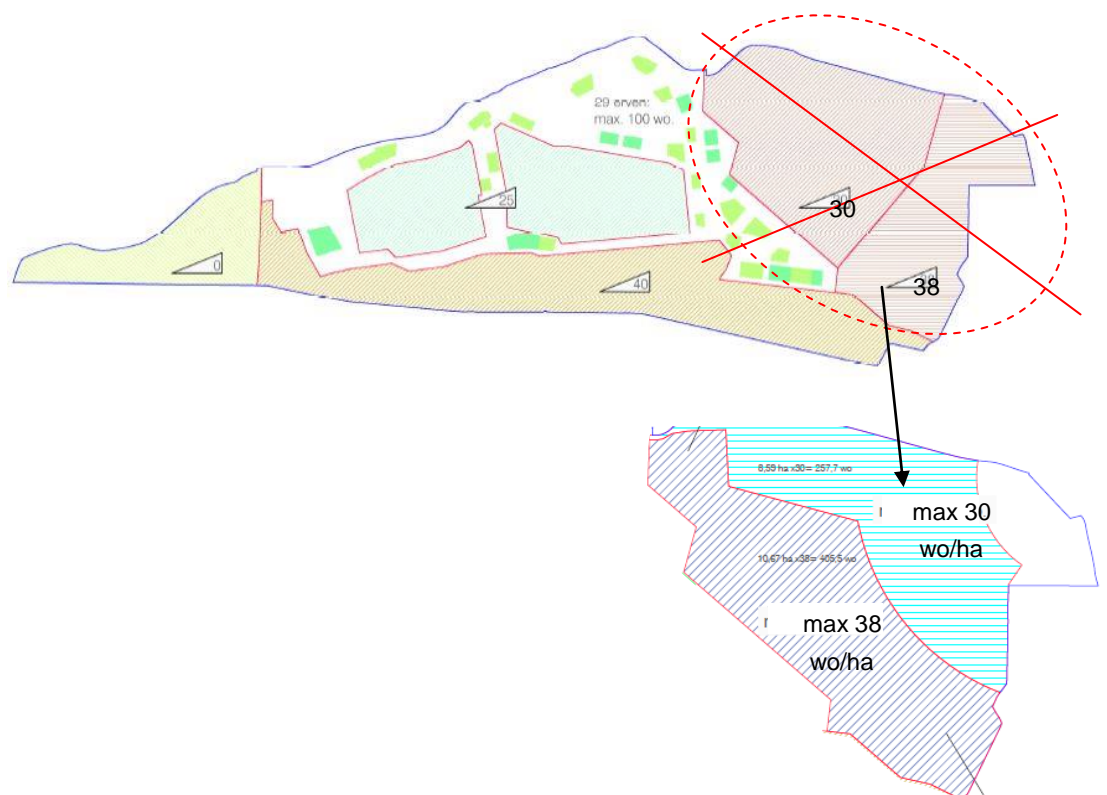 29 erven:
max. 100 wo.
25
30
0
40
38
8,59 ha x30= 257,7 wo
max 30
wo/ha
10,67 ha x38= 405,5 wo
max 38
wo/ha